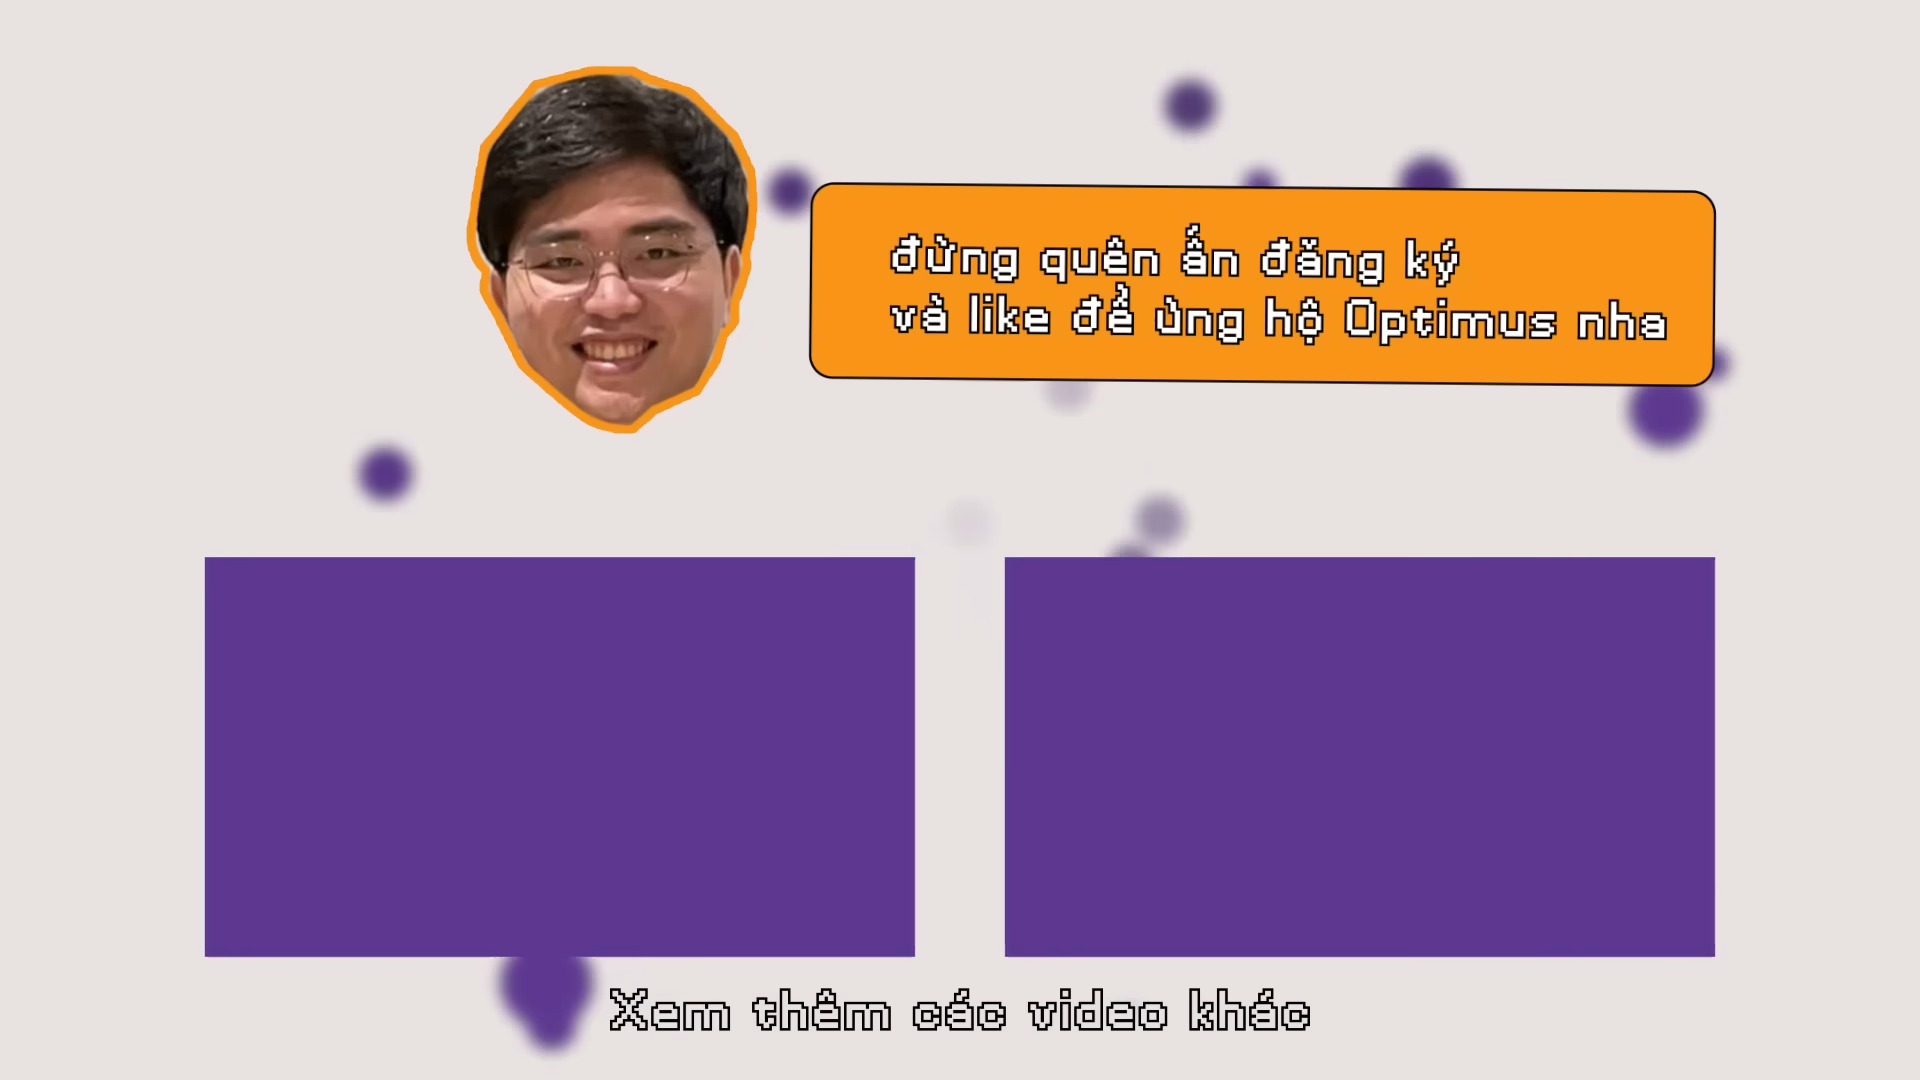 đừng quên ấn đăng ký
và like để ủng hộ Optimus nha
Xem thêm các video khác